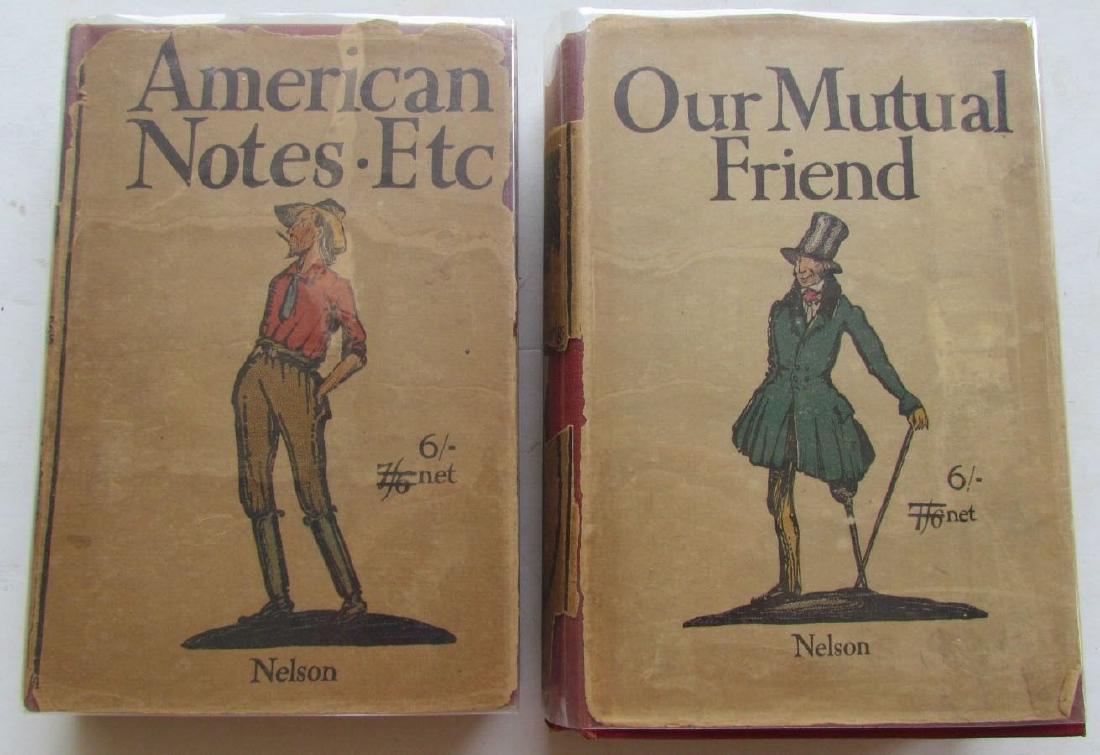 American
Notes·Etc
6/-
7/6 net
Nelson
Our Mutual
Friend
6/-
7/6 net
Nelson